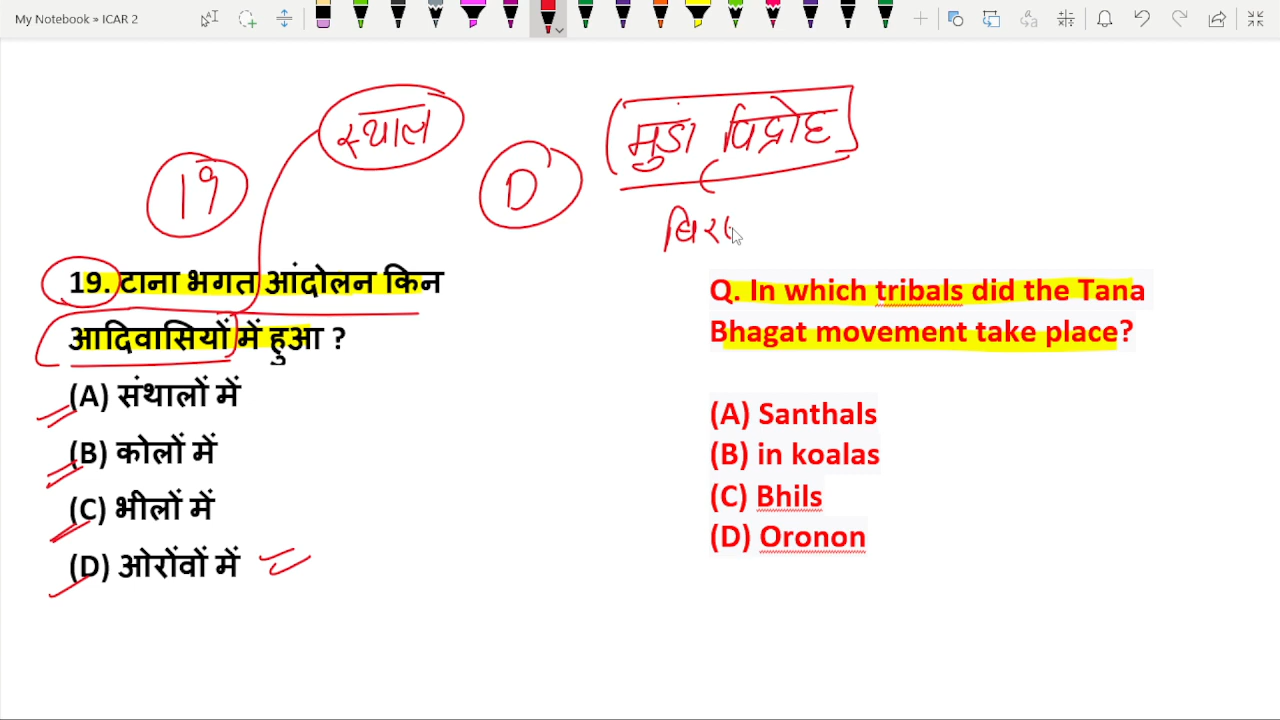 My Notebook » ICAR 2
स्थाल
मुडां विद्रोह
19
D
बिर
19. टाना भगत आंदोलन किन
आदिवासियों में हुआ ?
(A) संथालों में
(B) कोलों में
(C) भीलों में
(D) ओरोंवों में
Q. In which tribals did the Tana
Bhagat movement take place?
(A) Santhals
(B) in koalas
(C) Bhils
(D) Oronon